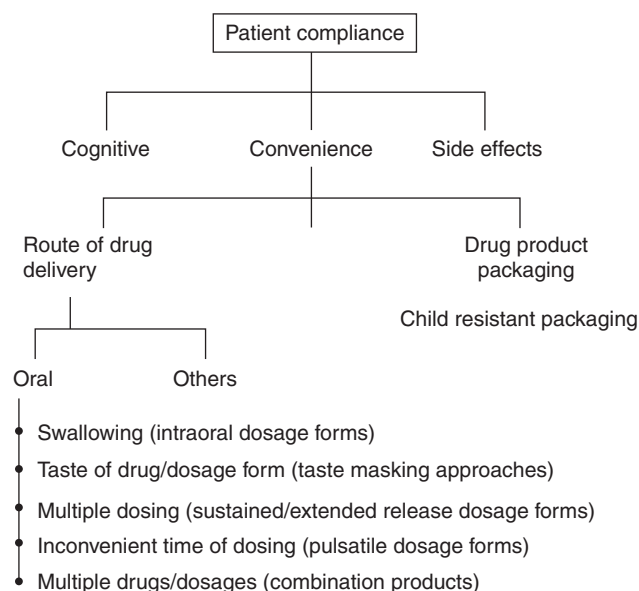 Patient compliance
Cognitive
Convenience
Side effects
Route of drug
delivery
Drug product
packaging
Child resistant packaging
Oral
Others
Swallowing (intraoral dosage forms)
Taste of drug/dosage form (taste masking approaches)
Multiple dosing (sustained/extended release dosage forms)
Inconvenient time of dosing (pulsatile dosage forms)
Multiple drugs/dosages (combination products)